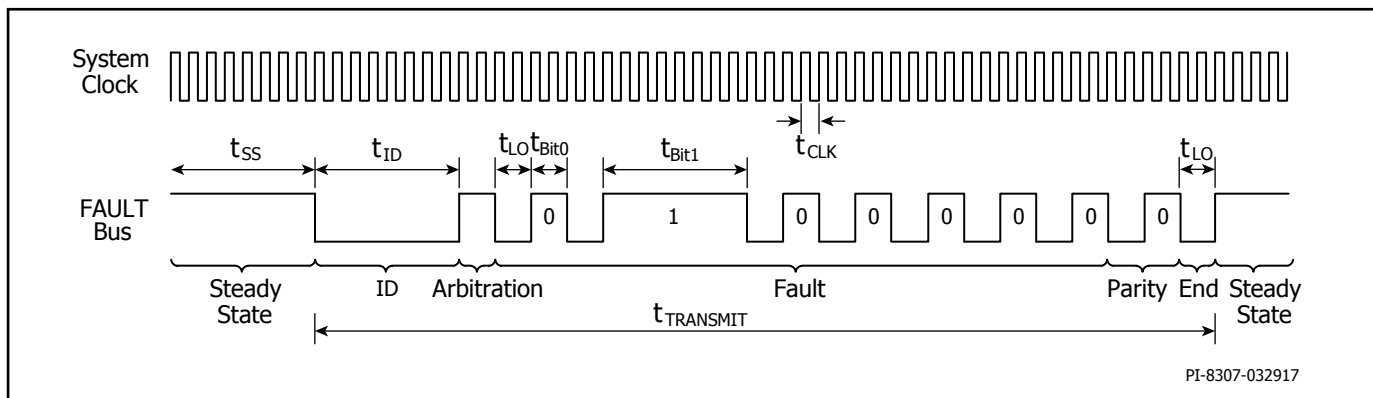 System
Clock
t_CLK
t_SS
t_ID
t_LO t_Bit0
t_Bit1
t_LO
FAULT
Bus
0 1 0 0 0 0 0 0
Steady
State
ID
Arbitration
Fault
Parity
End
Steady
State
t_TRANSMIT
PI-8307-032917